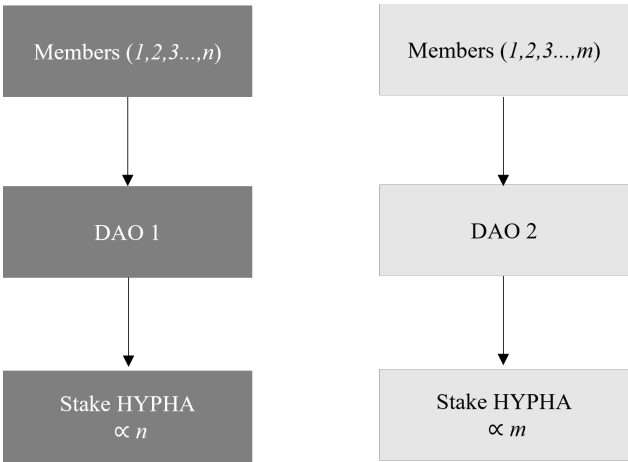 Members (1,2,3...,n)
DAO 1
Stake HYPHA
∝ n
Members (1,2,3...,m)
DAO 2
Stake HYPHA
∝ m